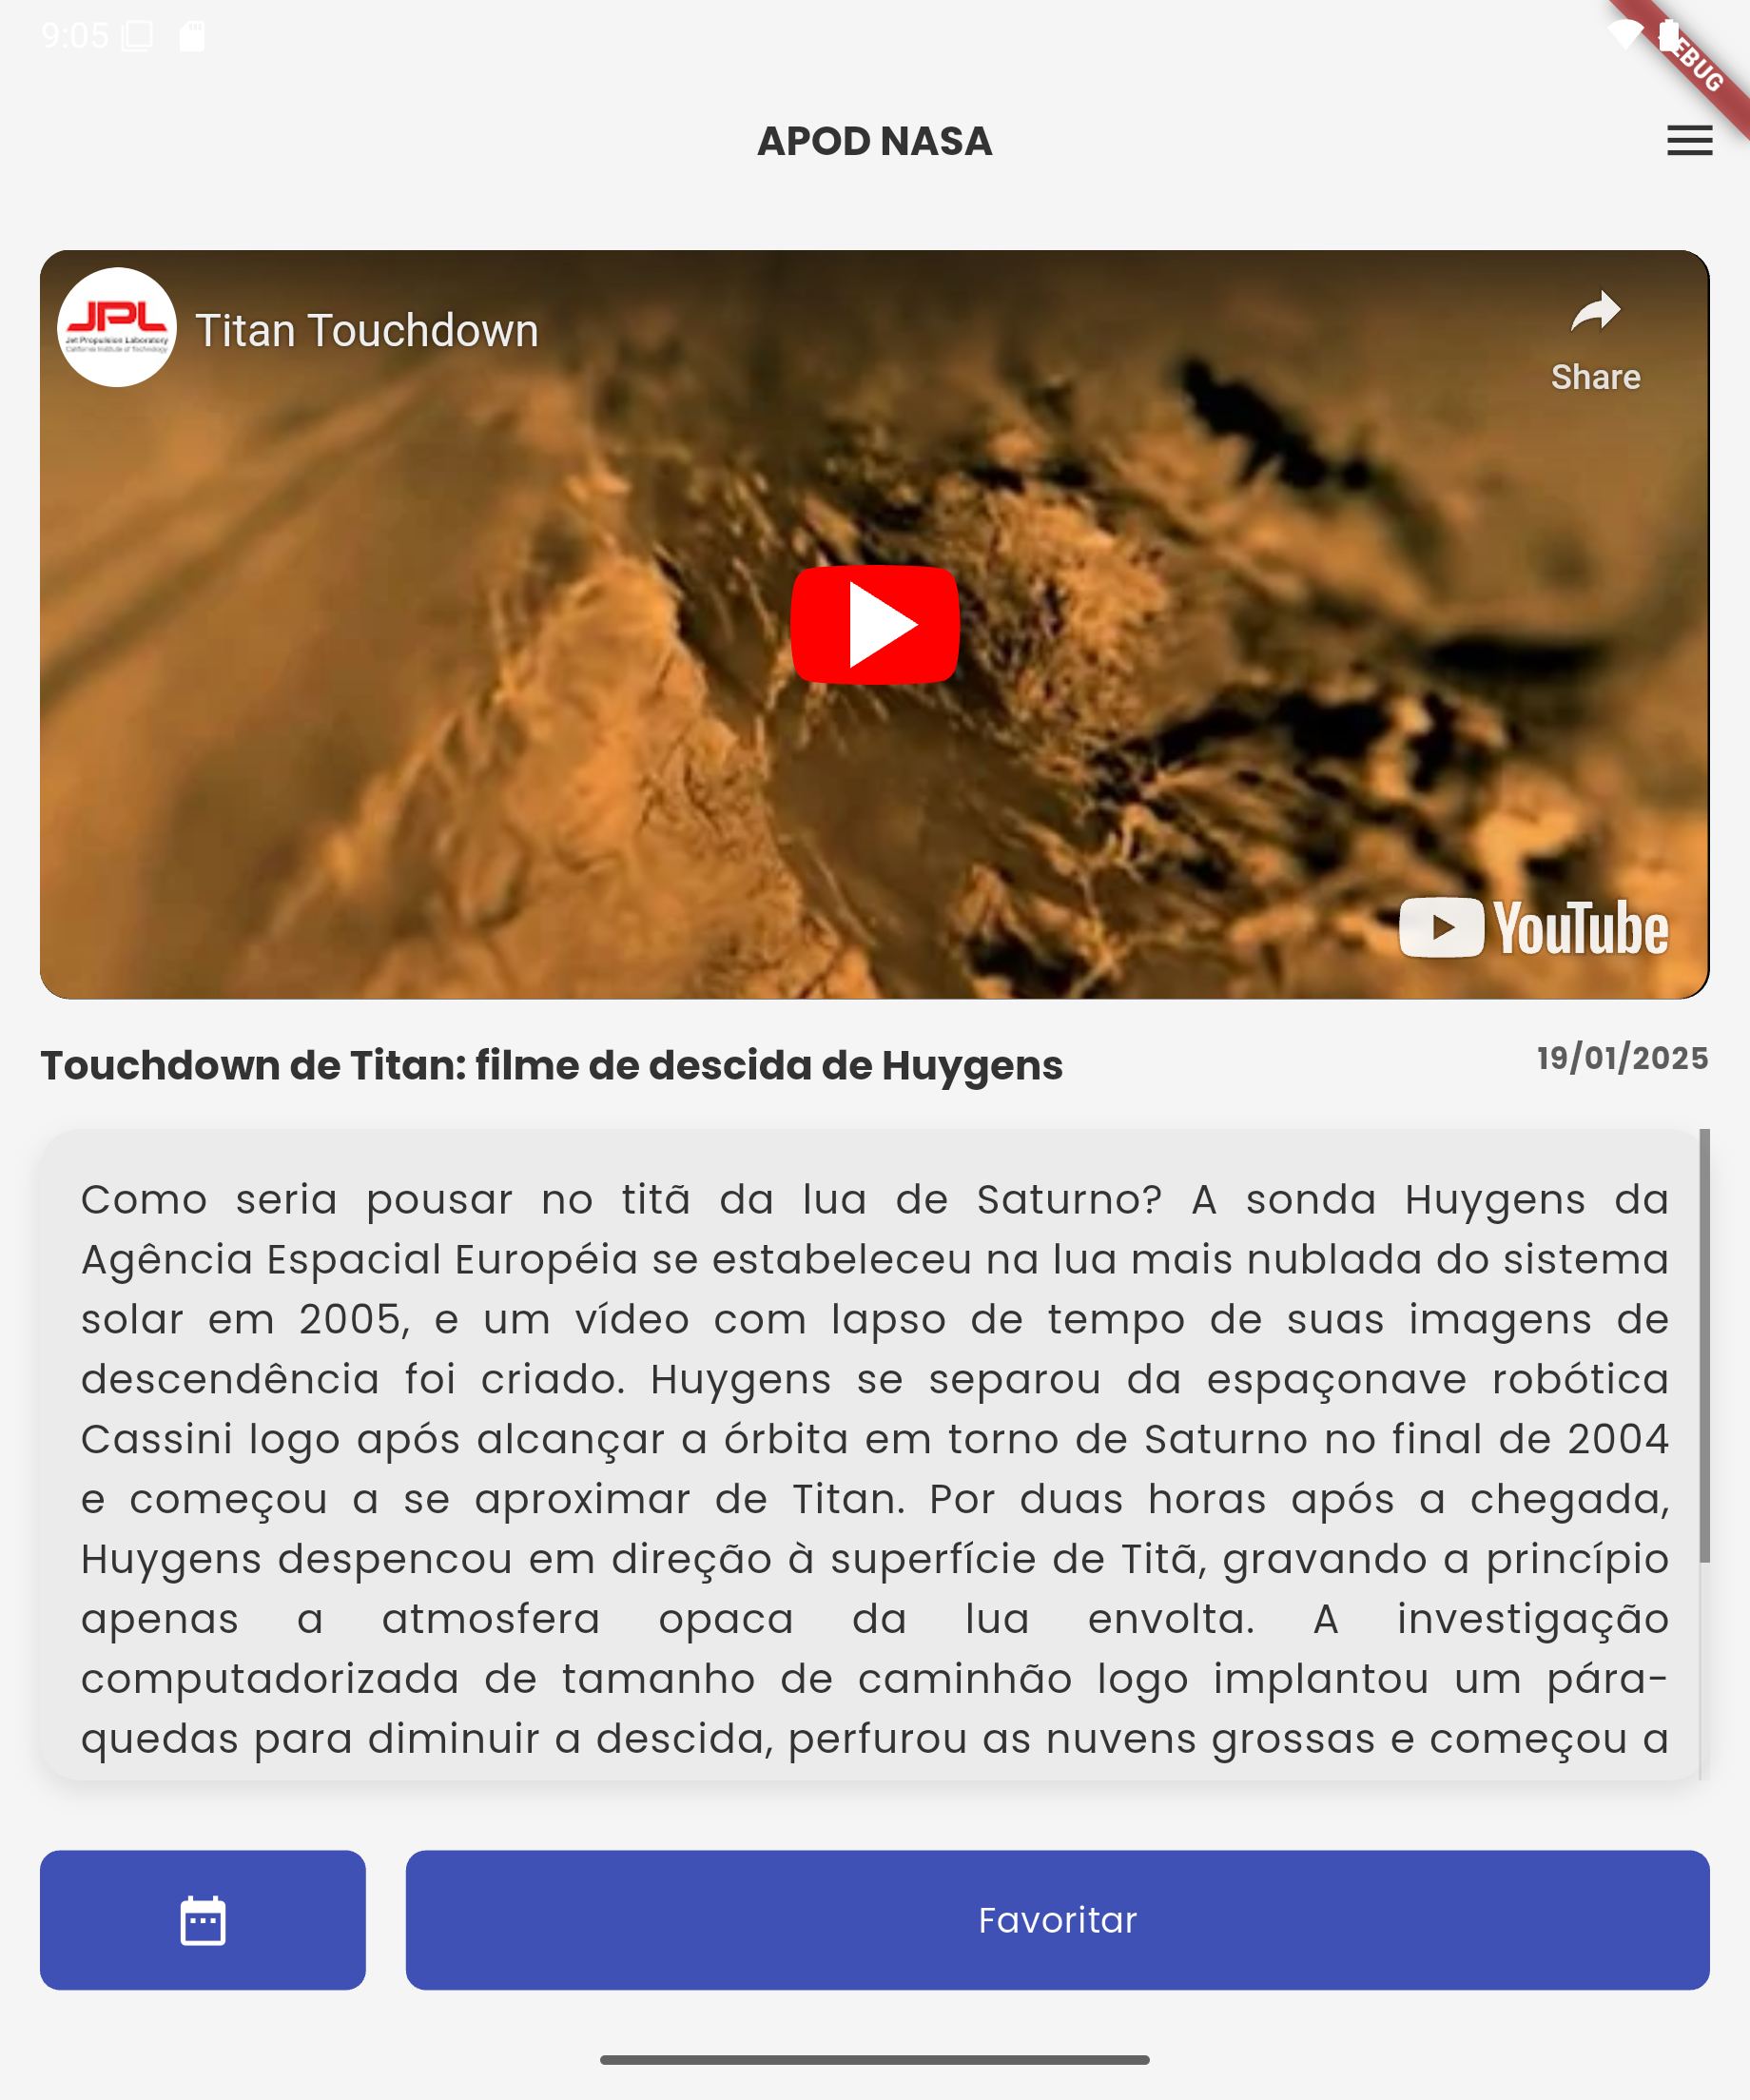 9:05
DEBUG
APOD NASA
JPL
Jet Propulsion Laboratory
California Institute of Technology
Titan Touchdown
Share
YouTube
Touchdown de Titan: filme de descida de Huygens
19/01/2025
Como seria pousar no titã da lua de Saturno? A sonda Huygens da
Agência Espacial Européia se estabeleceu na lua mais nublada do sistema
solar em 2005, e um vídeo com lapso de tempo de suas imagens de
descendência foi criado. Huygens se separou da espaçonave robótica
Cassini logo após alcançar a órbita em torno de Saturno no final de 2004
e começou a se aproximar de Titan. Por duas horas após a chegada,
Huygens despencou em direção à superfície de Titã, gravando a princípio
apenas a atmosfera opaca da lua envolta. A investigação
computadorizada de tamanho de caminhão logo implantou um pára-
quedas para diminuir a descida, perfurou as nuvens grossas e começou a
Favoritar